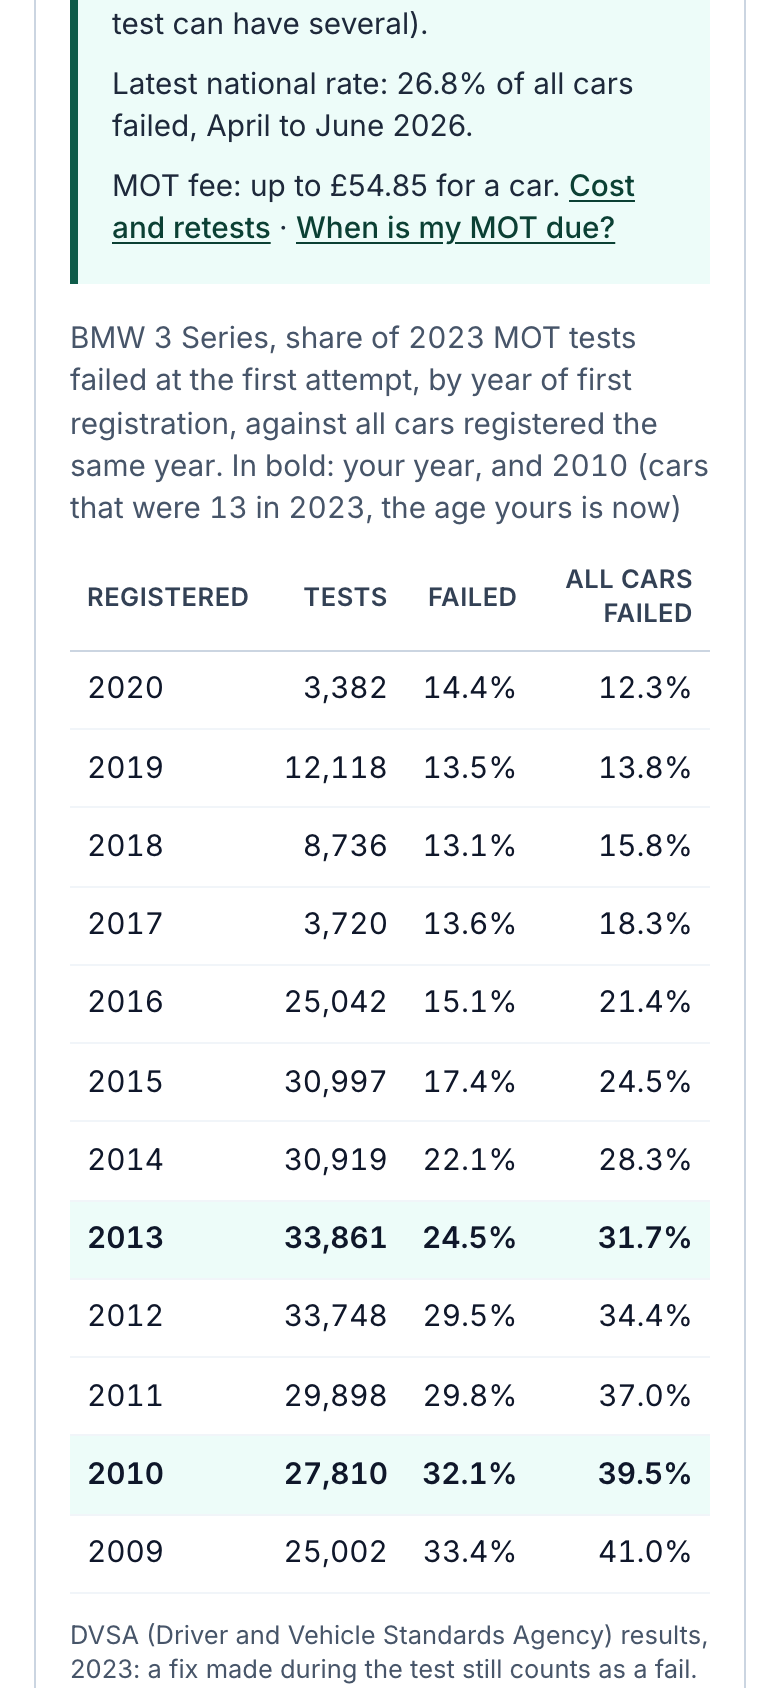 test can have several).
Latest national rate: 26.8% of all cars
failed, April to June 2026.
MOT fee: up to £54.85 for a car. Cost
and retests · When is my MOT due?
BMW 3 Series, share of 2023 MOT tests
failed at the first attempt, by year of first
registration, against all cars registered the
same year. In bold: your year, and 2010 (cars
that were 13 in 2023, the age yours is now)
REGISTERED TESTS FAILED ALL CARS
FAILED
2020 3,382 14.4% 12.3%
2019 12,118 13.5% 13.8%
2018 8,736 13.1% 15.8%
2017 3,720 13.6% 18.3%
2016 25,042 15.1% 21.4%
2015 30,997 17.4% 24.5%
2014 30,919 22.1% 28.3%
2013 33,861 24.5% 31.7%
2012 33,748 29.5% 34.4%
2011 29,898 29.8% 37.0%
2010 27,810 32.1% 39.5%
2009 25,002 33.4% 41.0%
DVSA (Driver and Vehicle Standards Agency) results,
2023: a fix made during the test still counts as a fail.